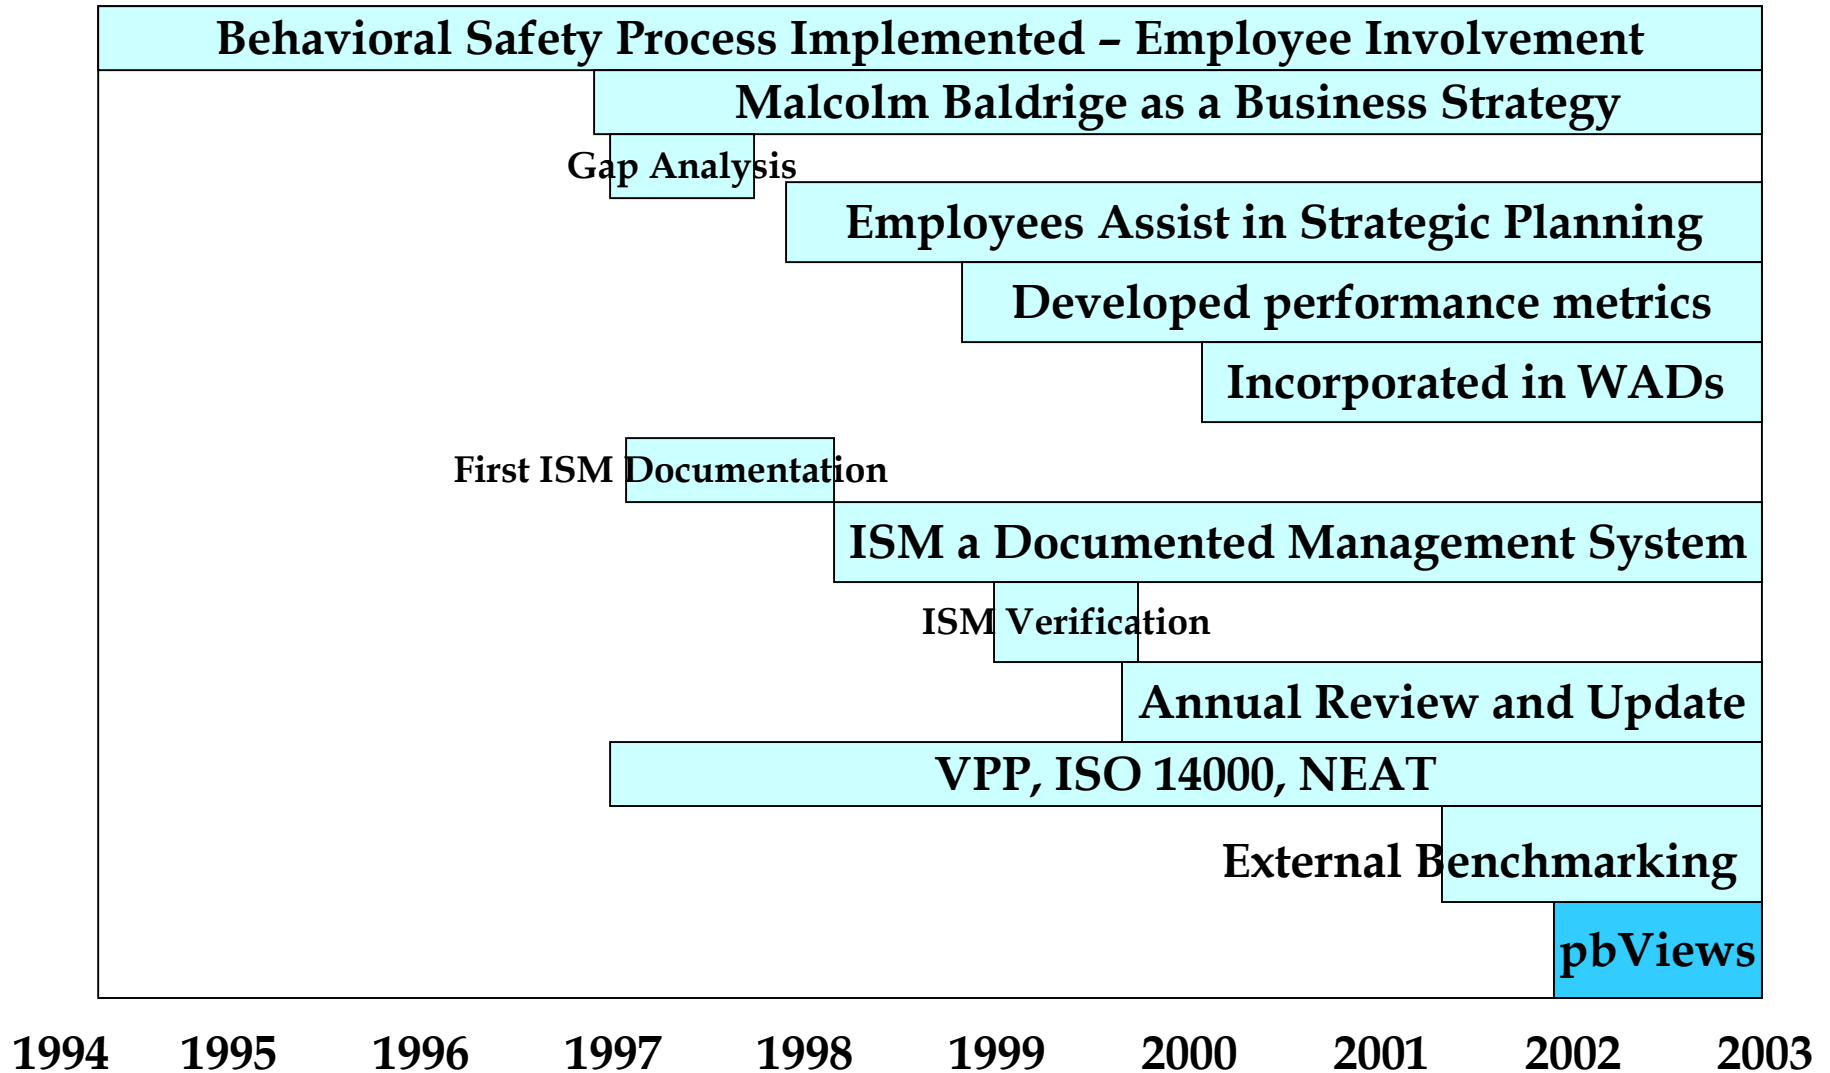 Behavioral Safety Process Implemented – Employee Involvement
Malcolm Baldrige as a Business Strategy
Gap Analysis
Employees Assist in Strategic Planning
Developed performance metrics
Incorporated in WADs
First ISM Documentation
ISM a Documented Management System
ISM Verification
Annual Review and Update
VPP, ISO 14000, NEAT
External Benchmarking
pbViews
1994 1995 1996 1997 1998 1999 2000 2001 2002 2003